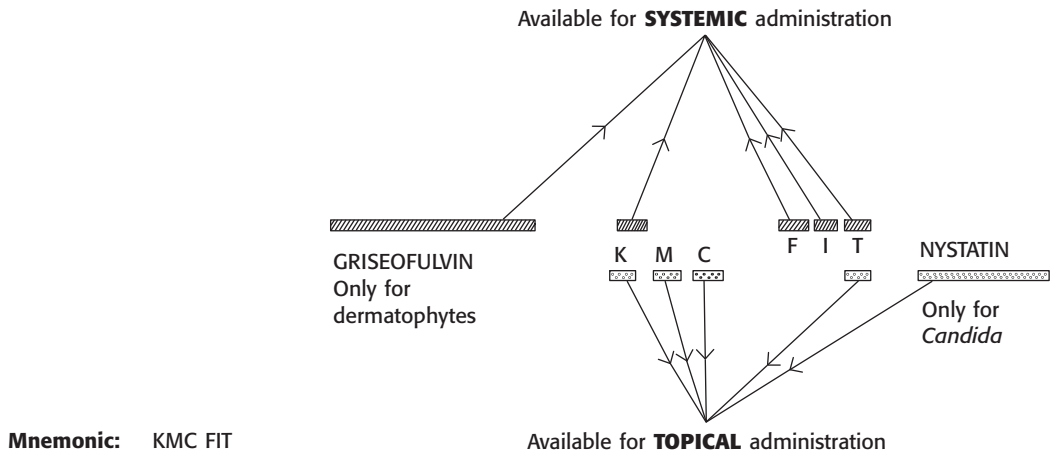 Available for SYSTEMIC administration
F I T
K M C
NYSTATIN
GRISEOFULVIN
Only for
dermatophytes
Only for
Candida
Mnemonic: KMC FIT
Available for TOPICAL administration